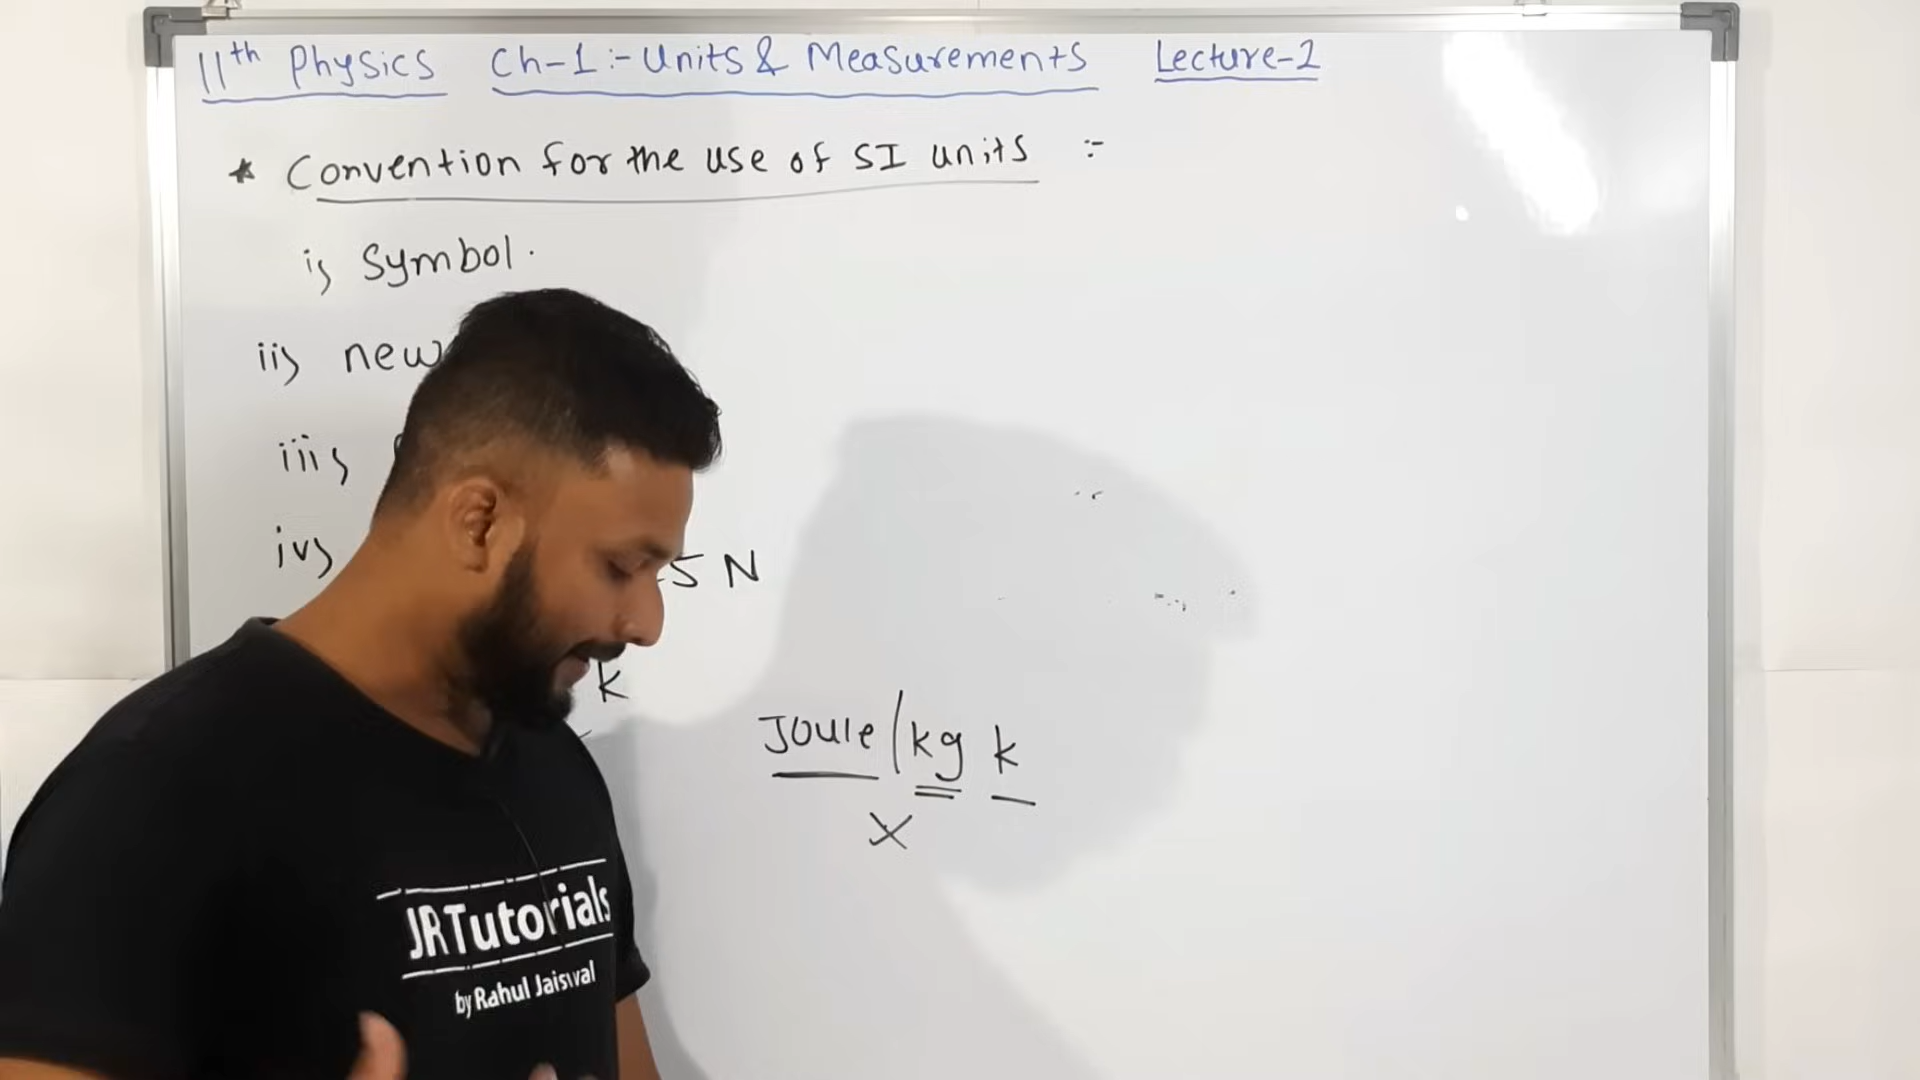 11th Physics Ch-1:- Units & Measurements Lecture-2
* Convention for the use of SI units :-
i) Symbol.
ii) new
iii)
iv) 5 N
k
Joule/kg k
X
JRTutorials
by Rahul Jaiswal